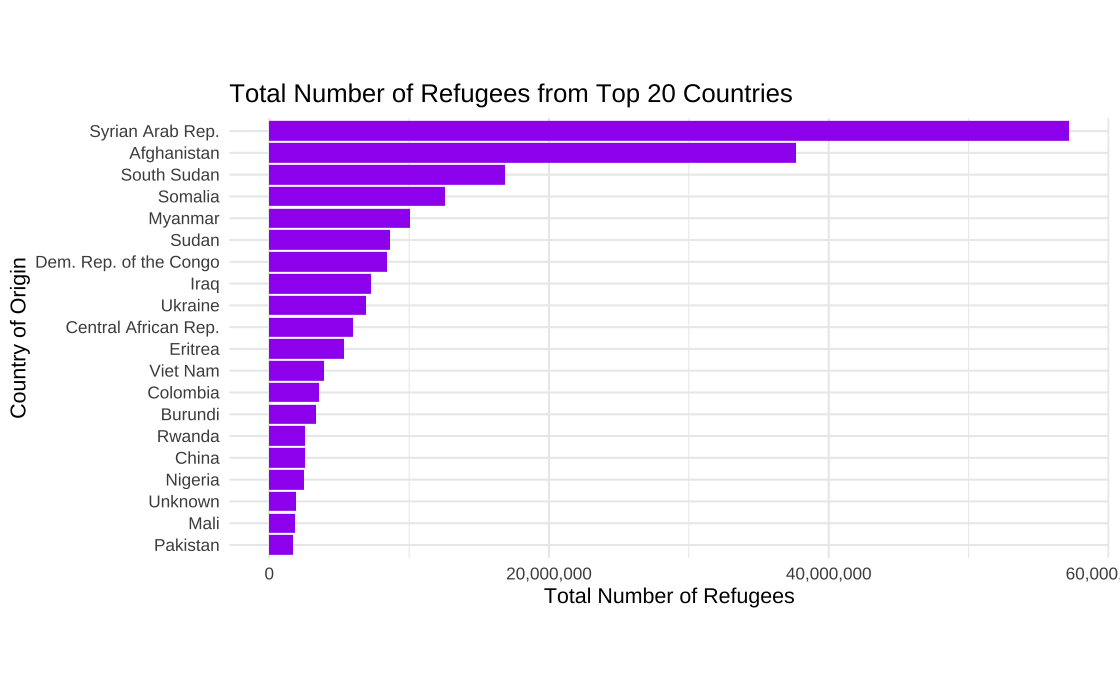 Total Number of Refugees from Top 20 Countries
Syrian Arab Rep.
Afghanistan
South Sudan
Somalia
Myanmar
Sudan
Dem. Rep. of the Congo
Iraq
Ukraine
Central African Rep.
Eritrea
Viet Nam
Colombia
Burundi
Rwanda
China
Nigeria
Unknown
Mali
Pakistan
Country of Origin
0 20,000,000 40,000,000 60,000,
Total Number of Refugees